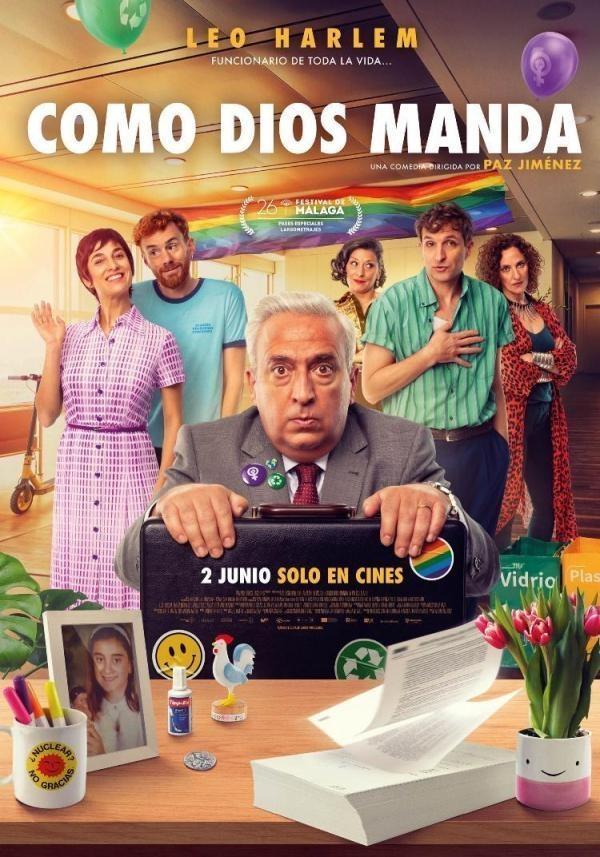 LEO HARLEM
FUNCIONARIO DE TODA LA VIDA...
COMO DIOS MANDA
UNA COMEDIA DIRIGIDA POR PAZ JIMÉNEZ
26 FESTIVAL DE
MÁLAGA
PASES ESPECIALES
LARGOMETRAJES
2 JUNIO SOLO EN CINES
Vidrio
Plas
¿NUCLEAR?
NO GRACIAS